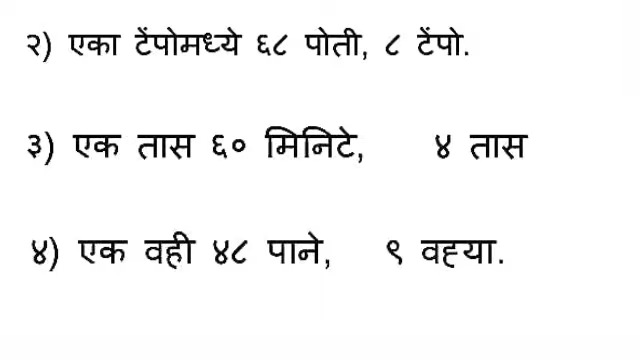 २) एका टेंपोमध्ये ६८ पोती, ८ टेंपो.
३) एक तास ६० मिनिटे, ४ तास
४) एक वही ४८ पाने, ९ वह्या.